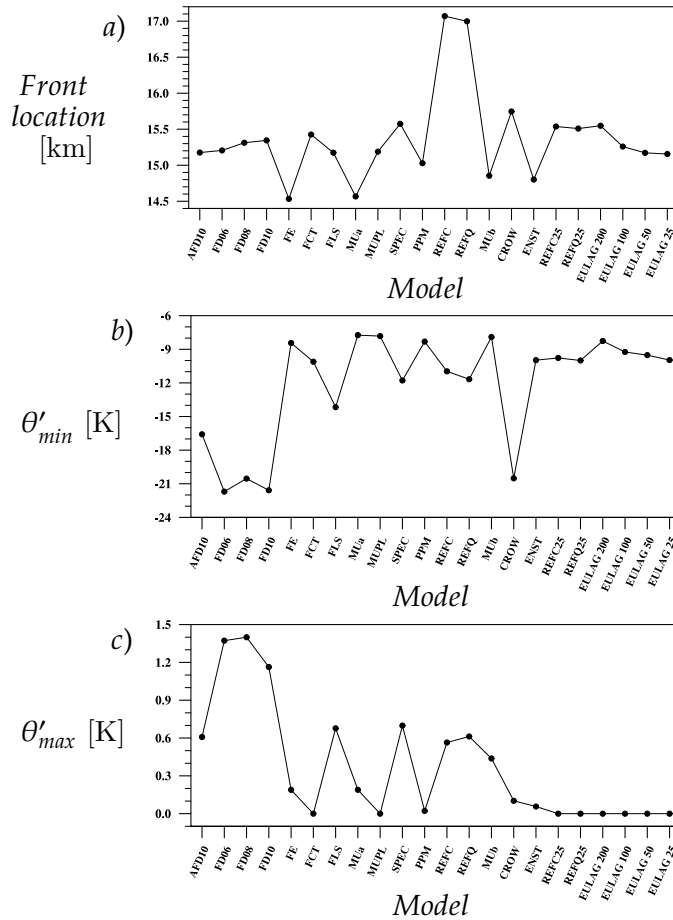 a)
Front
location
[km]
17.0
16.5
16.0
15.5
15.0
14.5
AFD10 FD06 FD08 FD10 FE FCT FLS MUa MUPL SPEC PPM REFC REFQ MUb CROW ENST REFC25 REFQ25 EULAG 200 EULAG 100 EULAG 50 EULAG 25
Model
b)
θ′min [K]
-6
-9
-12
-15
-18
-21
-24
AFD10 FD06 FD08 FD10 FE FCT FLS MUa MUPL SPEC PPM REFC REFQ MUb CROW ENST REFC25 REFQ25 EULAG 200 EULAG 100 EULAG 50 EULAG 25
Model
c)
θ′max [K]
1.5
1.2
0.9
0.6
0.3
0.0
AFD10 FD06 FD08 FD10 FE FCT FLS MUa MUPL SPEC PPM REFC REFQ MUb CROW ENST REFC25 REFQ25 EULAG 200 EULAG 100 EULAG 50 EULAG 25
Model